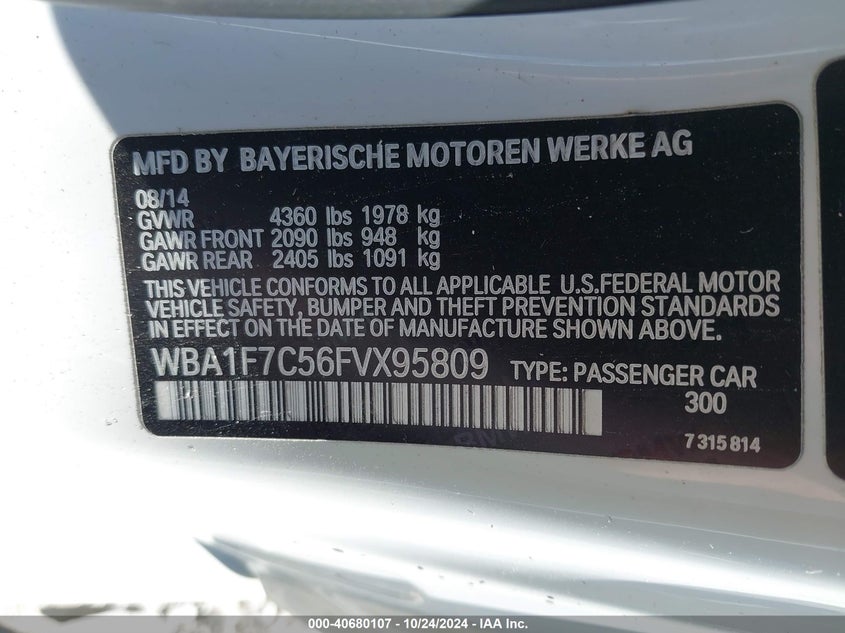 MFD BY BAYERISCHE MOTOREN WERKE AG
08/14
GVWR 4360 lbs 1978 kg
GAWR FRONT 2090 lbs 948 kg
GAWR REAR 2405 lbs 1091 kg
THIS VEHICLE CONFORMS TO ALL APPLICABLE U.S.FEDERAL MOTOR
VEHICLE SAFETY, BUMPER AND THEFT PREVENTION STANDARDS
IN EFFECT ON THE DATE OF MANUFACTURE SHOWN ABOVE.
WBA1F7C56FVX95809 TYPE: PASSENGER CAR
300
7 315 814
000-40680107 - 10/24/2024 - IAA Inc.